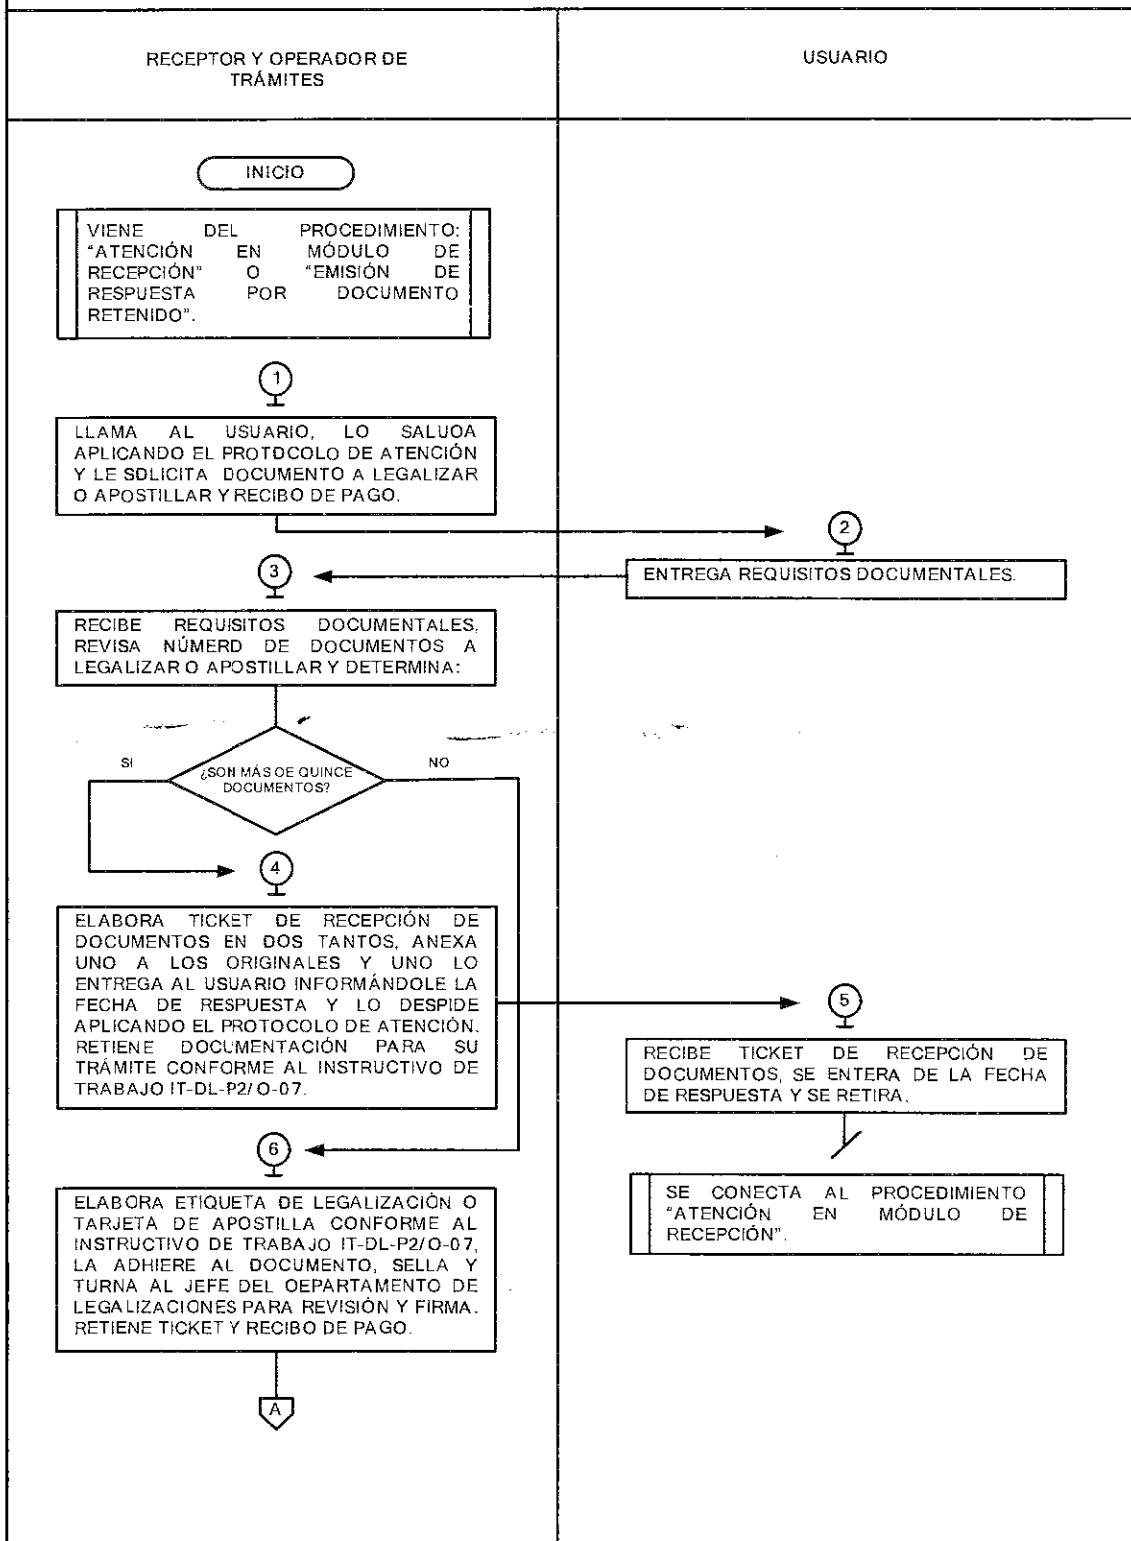 RECEPTOR Y OPERADOR DE
TRÁMITES
USUARIO
INICIO
VIENE DEL PROCEDIMIENTO:
"ATENCIÓN EN MÓDULO DE
RECEPCIÓN" O "EMISIÓN DE
RESPUESTA POR DOCUMENTO
RETENIDO".
1
LLAMA AL USUARIO, LO SALUOA
APLICANDO EL PROTDCOLO DE ATENCIÓN
Y LE SDLICITA DOCUMENTO A LEGALIZAR
O APOSTILLAR Y RECIBO DE PAGO.
2
ENTREGA REQUISITOS DOCUMENTALES.
3
RECIBE REQUISITOS DOCUMENTALES,
REVISA NÚMERD DE DOCUMENTOS A
LEGALIZAR O APOSTILLAR Y DETERMINA:
SI
¿SON MÁS OE QUINCE
DOCUMENTOS?
NO
4
ELABORA TICKET DE RECEPCIÓN DE
DOCUMENTOS EN DOS TANTOS, ANEXA
UNO A LOS ORIGINALES Y UNO LO
ENTREGA AL USUARIO INFORMÁNDOLE LA
FECHA DE RESPUESTA Y LO DESPIDE
APLICANDO EL PROTOCOLO DE ATENCIÓN.
RETIENE DOCUMENTACIÓN PARA SU
TRÁMITE CONFORME AL INSTRUCTIVO DE
TRABAJO IT-DL-P2/O-07.
5
RECIBE TICKET DE RECEPCIÓN DE
DOCUMENTOS, SE ENTERA DE LA FECHA
DE RESPUESTA Y SE RETIRA.
SE CONECTA AL PROCEDIMIENTO
"ATENCIÓN EN MÓDULO DE
RECEPCIÓN".
6
ELABORA ETIQUETA DE LEGALIZACIÓN O
TARJETA DE APOSTILLA CONFORME AL
INSTRUCTIVO DE TRABAJO IT-DL-P2/O-07,
LA ADHIERE AL DOCUMENTO, SELLA Y
TURNA AL JEFE DEL OEPARTAMENTO DE
LEGALIZACIONES PARA REVISIÓN Y FIRMA.
RETIENE TICKET Y RECIBO DE PAGO.
A